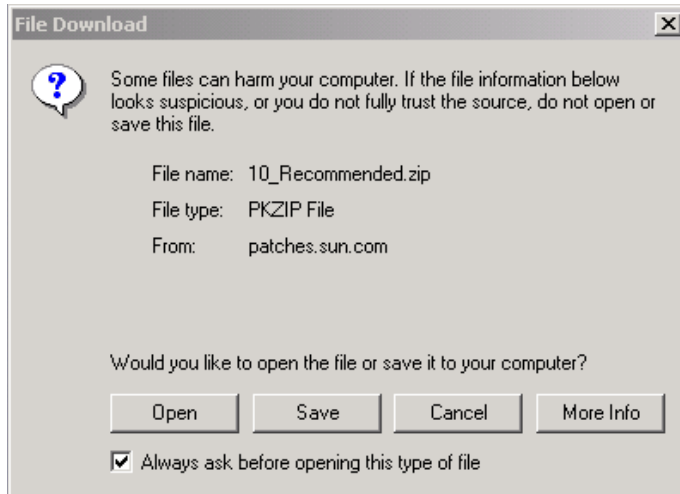 File Download
Some files can harm your computer. If the file information below
looks suspicious, or you do not fully trust the source, do not open or
save this file.
File name: 10_Recommended.zip
File type: PKZIP File
From: patches.sun.com
Would you like to open the file or save it to your computer?
Open Save Cancel More Info
Always ask before opening this type of file